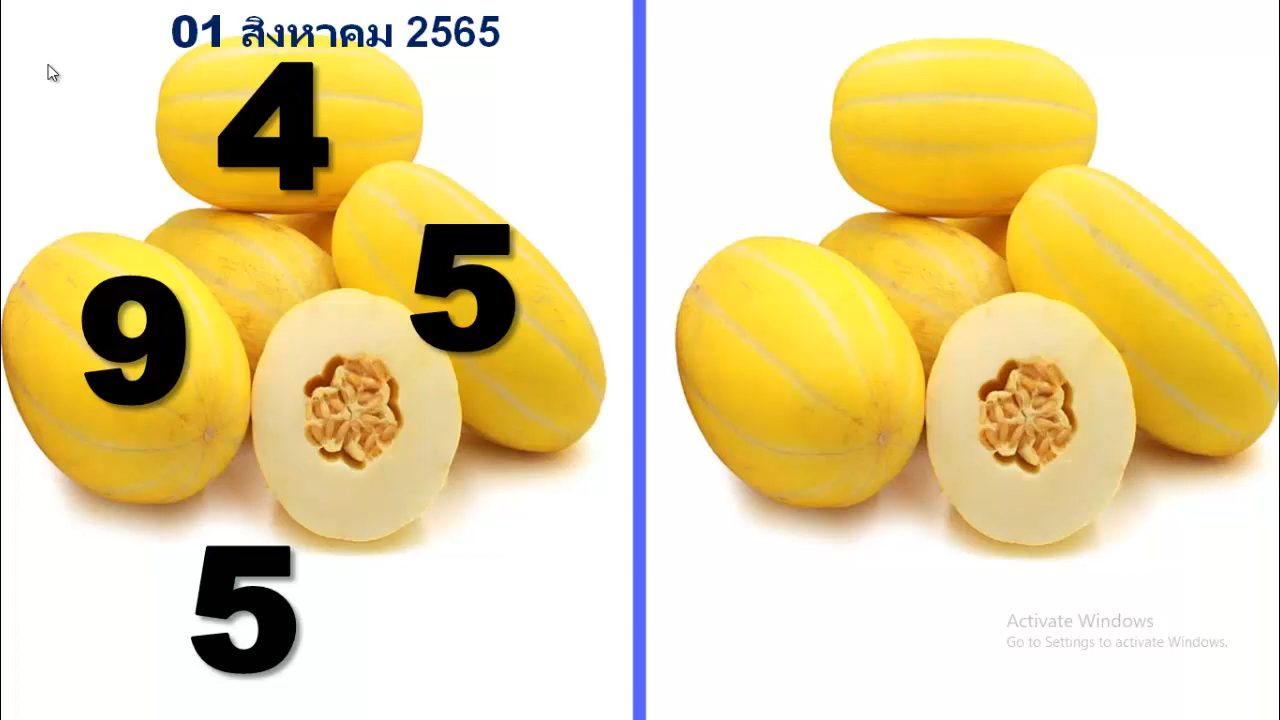 01 สิงหาคม 2565
4
5
9
5
Activate Windows
Go to Settings to activate Windows.